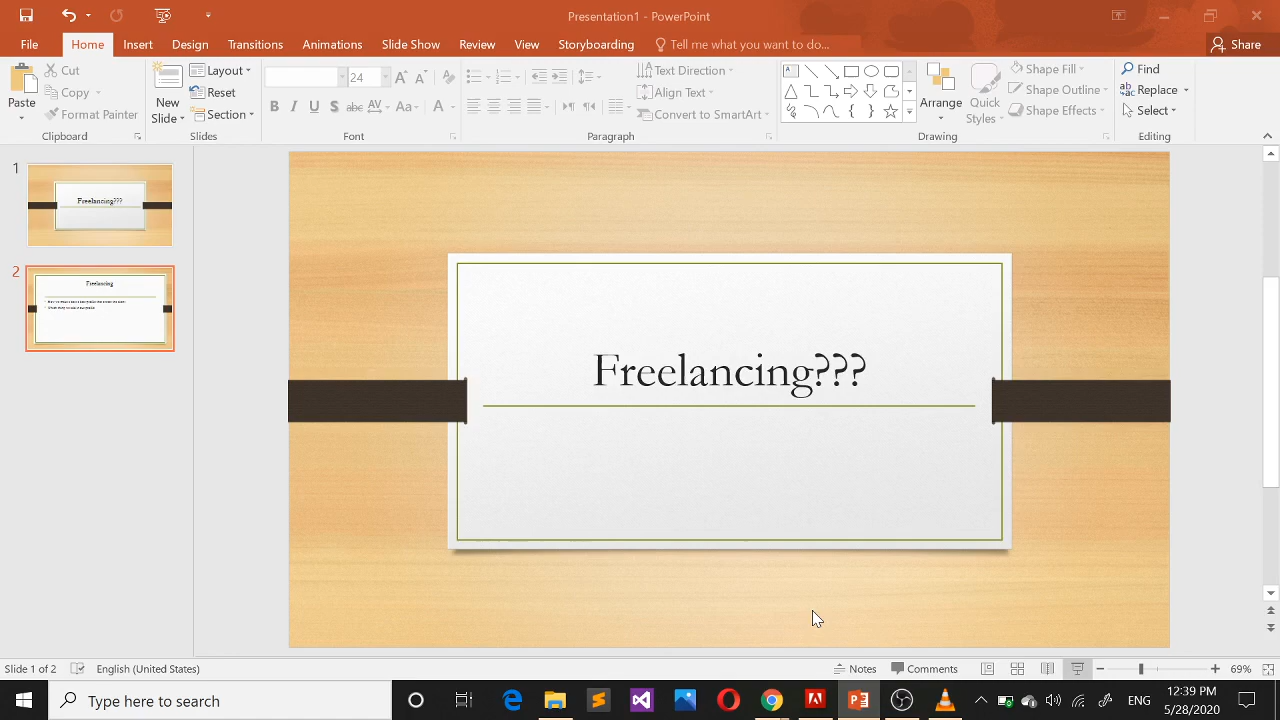 Presentation1 - PowerPoint
File Home Insert Design Transitions Animations Slide Show Review View Storyboarding Tell me what you want to do... Share
Paste
Cut
Copy
Format Painter
Clipboard
New Slide
Layout
Reset
Section
Slides
24
B I U S abc AV Aa A
Font
Text Direction
Align Text
Convert to SmartArt
Paragraph
Arrange
Quick Styles
Shape Fill
Shape Outline
Shape Effects
Drawing
Find
Replace
Select
Editing
1
Freelancing???
2
Freelancing
Freelancing???
Slide 1 of 2
English (United States)
Notes
Comments
69%
Type here to search
ENG
12:39 PM
5/28/2020